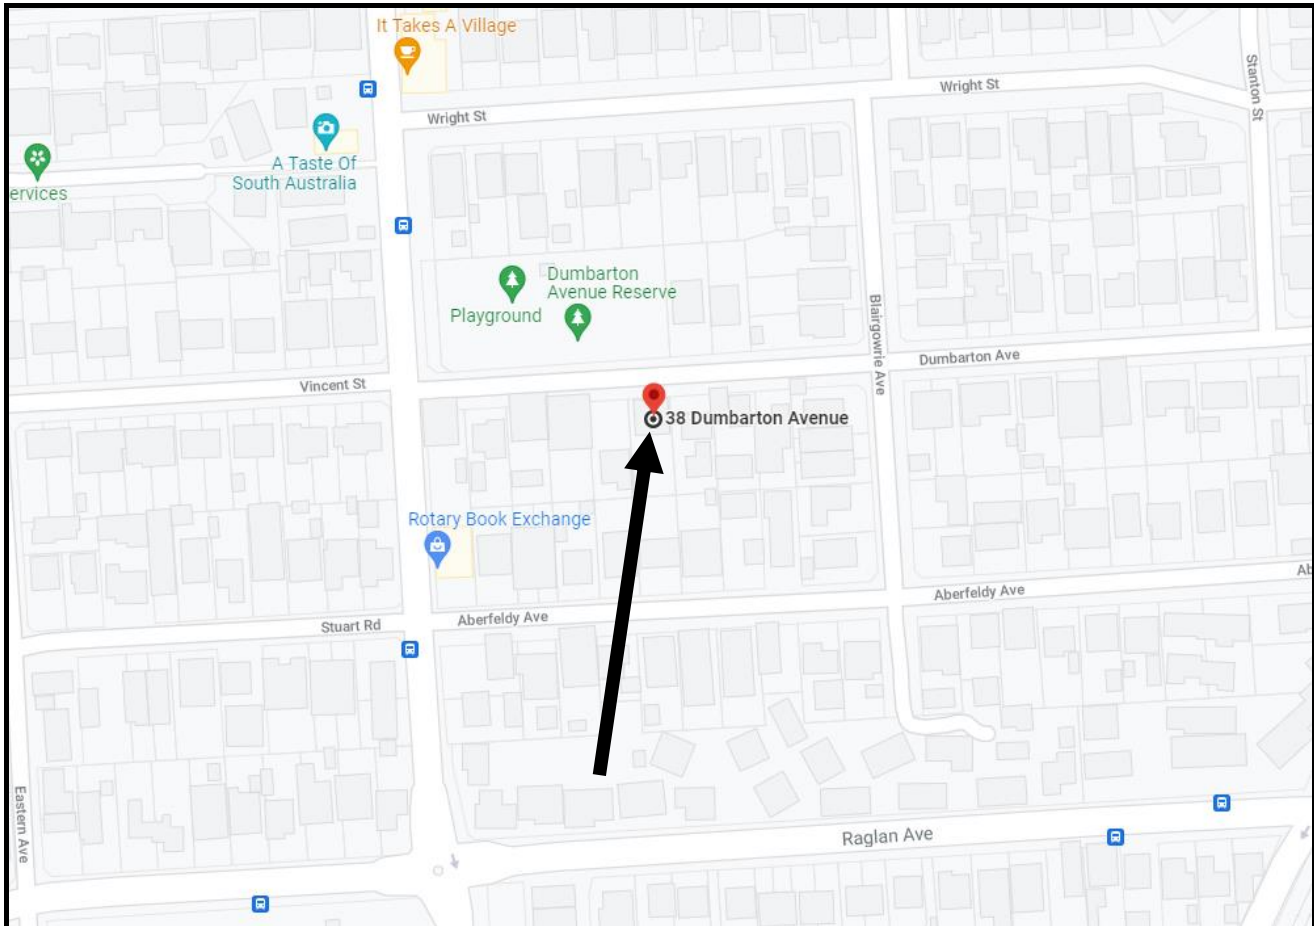 It Takes A Village
Wright St
Wright St
Stanton St
A Taste Of
South Australia
ervices
Dumbarton
Avenue Reserve
Playground
Blairgowrie Ave
Dumbarton Ave
Vincent St
38 Dumbarton Avenue
Rotary Book Exchange
Ab
Aberfeldy Ave
Aberfeldy Ave
Stuart Rd
Eastern Ave
Raglan Ave